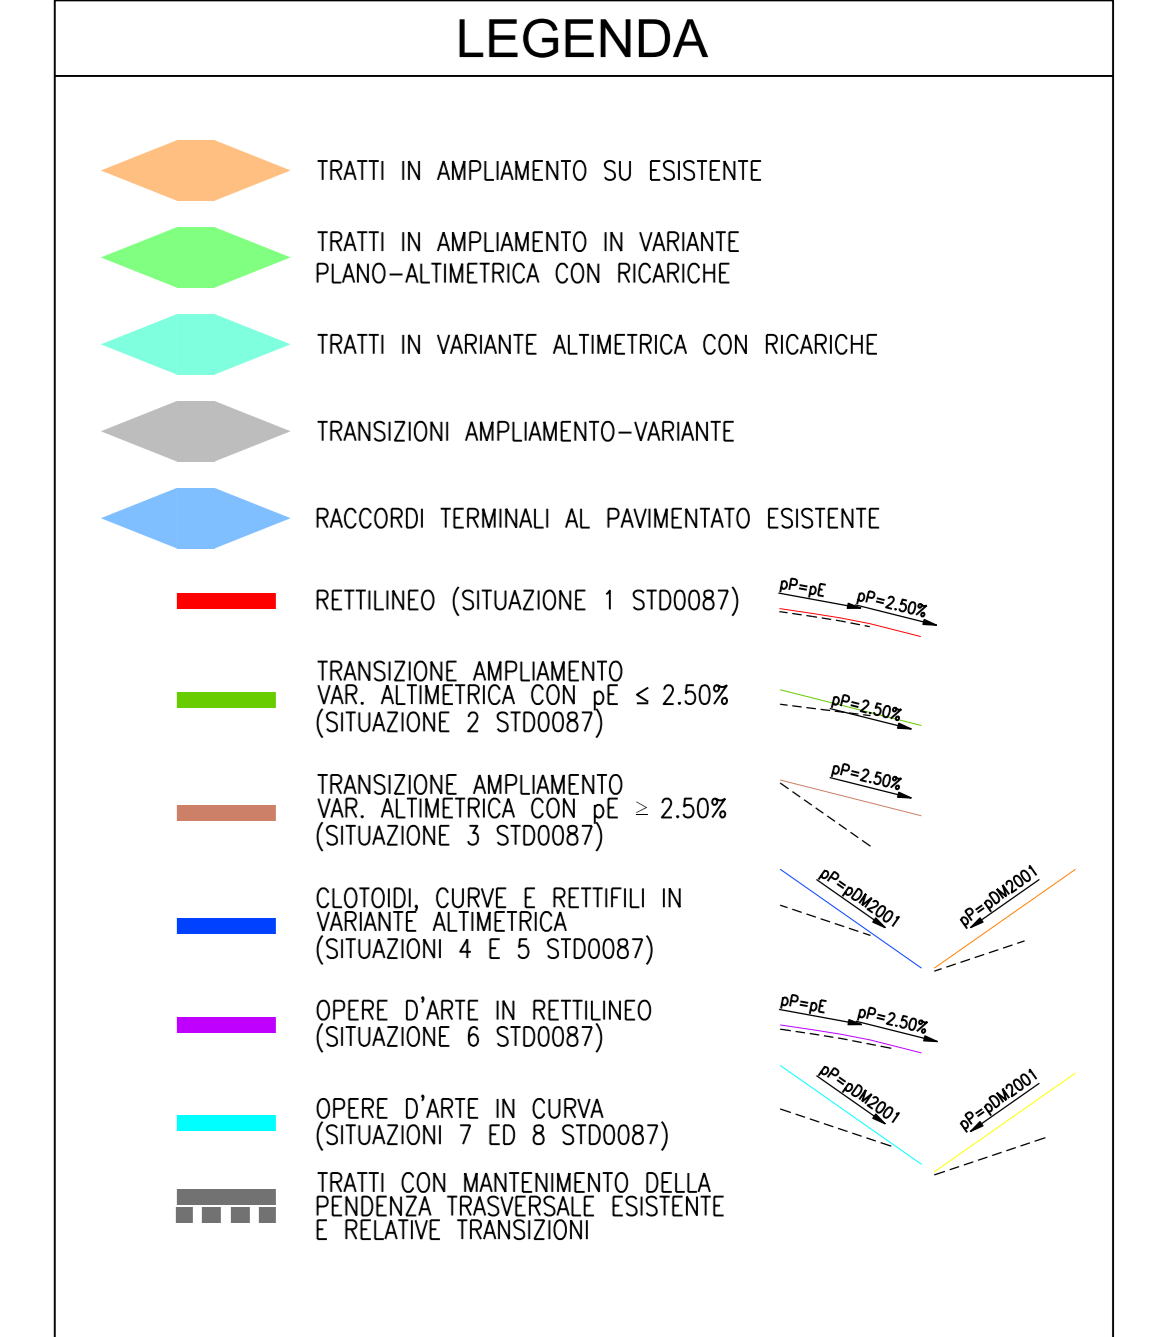 LEGENDA
TRATTI IN AMPLIAMENTO SU ESISTENTE
TRATTI IN AMPLIAMENTO IN VARIANTE
PLANO-ALTIMETRICA CON RICARICHE
TRATTI IN VARIANTE ALTIMETRICA CON RICARICHE
TRANSIZIONI AMPLIAMENTO-VARIANTE
RACCORDI TERMINALI AL PAVIMENTATO ESISTENTE
RETTILINEO (SITUAZIONE 1 STD0087)
pP=pE
pP=2.50%
TRANSIZIONE AMPLIAMENTO
VAR. ALTIMETRICA CON pE ≤ 2.50%
(SITUAZIONE 2 STD0087)
pP=2.50%
TRANSIZIONE AMPLIAMENTO
VAR. ALTIMETRICA CON pE ≥ 2.50%
(SITUAZIONE 3 STD0087)
pP=2.50%
CLOTOIDI, CURVE E RETTIFILI IN
VARIANTE ALTIMETRICA
(SITUAZIONI 4 E 5 STD0087)
pP=pDM2001
pP=pDM2001
OPERE D'ARTE IN RETTILINEO
(SITUAZIONE 6 STD0087)
pP=pE
pP=2.50%
OPERE D'ARTE IN CURVA
(SITUAZIONI 7 ED 8 STD0087)
pP=pDM2001
pP=pDM2001
TRATTI CON MANTENIMENTO DELLA
PENDENZA TRASVERSALE ESISTENTE
E RELATIVE TRANSIZIONI